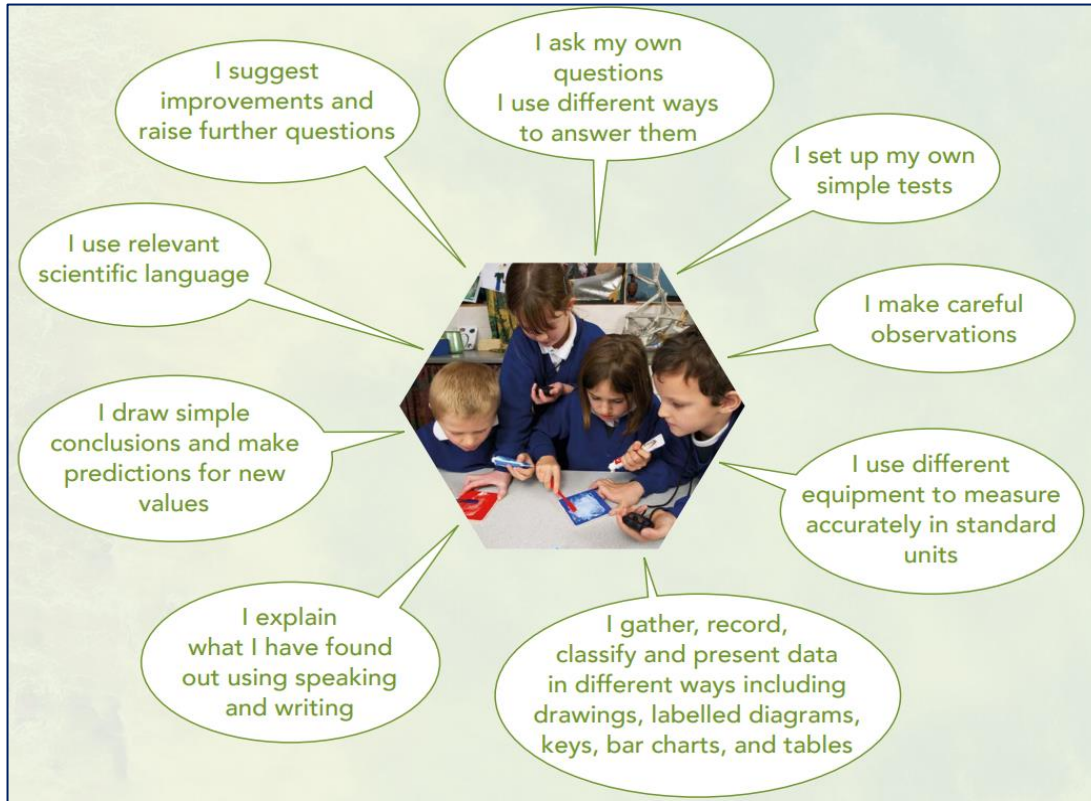 I ask my own
questions
I use different ways
to answer them
I set up my own
simple tests
I make careful
observations
I use different
equipment to measure
accurately in standard
units
I gather, record,
classify and present data
in different ways including
drawings, labelled diagrams,
keys, bar charts, and tables
I explain
what I have found
out using speaking
and writing
I draw simple
conclusions and make
predictions for new
values
I use relevant
scientific language
I suggest
improvements and
raise further questions